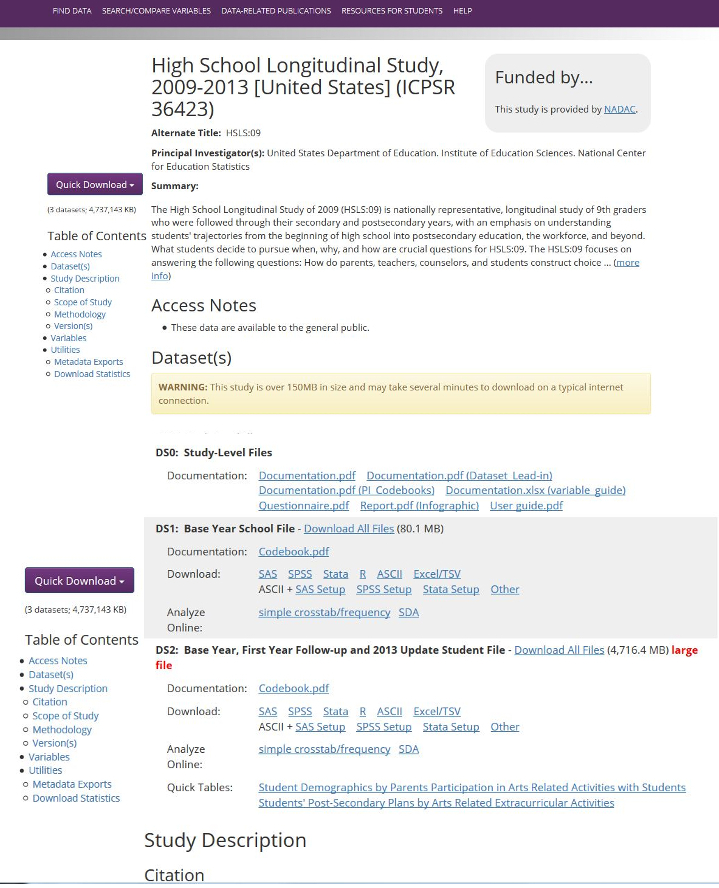 FIND DATA SEARCH/COMPARE VARIABLES DATA-RELATED PUBLICATIONS RESOURCES FOR STUDENTS HELP
High School Longitudinal Study,
2009-2013 [United States] (ICPSR
36423)
Funded by...
This study is provided by NADAC.
Alternate Title: HSLS:09
Principal Investigator(s): United States Department of Education. Institute of Education Sciences. National Center
for Education Statistics
Quick Download
(3 datasets; 4,737,143 KB)
Table of Contents
• Access Notes
• Dataset(s)
• Study Description
o Citation
o Scope of Study
o Methodology
o Version(s)
• Variables
• Utilities
o Metadata Exports
o Download Statistics
Summary:
The High School Longitudinal Study of 2009 (HSLS:09) is nationally representative, longitudinal study of 9th graders
who were followed through their secondary and postsecondary years, with an emphasis on understanding
students' trajectories from the beginning of high school into postsecondary education, the workforce, and beyond.
What students decide to pursue when, why, and how are crucial questions for HSLS:09. The HSLS:09 focuses on
answering the following questions: How do parents, teachers, counselors, and students construct choice ... (more
info)
Access Notes
• These data are available to the general public.
Dataset(s)
WARNING: This study is over 150MB in size and may take several minutes to download on a typical internet
connection.
DS0: Study-Level Files
Documentation: Documentation.pdf Documentation.pdf (Dataset_Lead-in)
Documentation.pdf (PI_Codebooks) Documentation.xlsx (variable_guide)
Questionnaire.pdf Report.pdf (Infographic) User guide.pdf
DS1: Base Year School File - Download All Files (80.1 MB)
Documentation: Codebook.pdf
Download: SAS SPSS Stata R ASCII Excel/TSV
ASCII + SAS Setup SPSS Setup Stata Setup Other
Analyze simple crosstab/frequency SDA
Online:
Quick Download
(3 datasets; 4,737,143 KB)
Table of Contents
• Access Notes
• Dataset(s)
• Study Description
o Citation
o Scope of Study
o Methodology
o Version(s)
• Variables
• Utilities
o Metadata Exports
o Download Statistics
DS2: Base Year, First Year Follow-up and 2013 Update Student File - Download All Files (4,716.4 MB) large
file
Documentation: Codebook.pdf
Download: SAS SPSS Stata R ASCII Excel/TSV
ASCII + SAS Setup SPSS Setup Stata Setup Other
Analyze simple crosstab/frequency SDA
Online:
Quick Tables: Student Demographics by Parents Participation in Arts Related Activities with Students
Students' Post-Secondary Plans by Arts Related Extracurricular Activities
Study Description
Citation